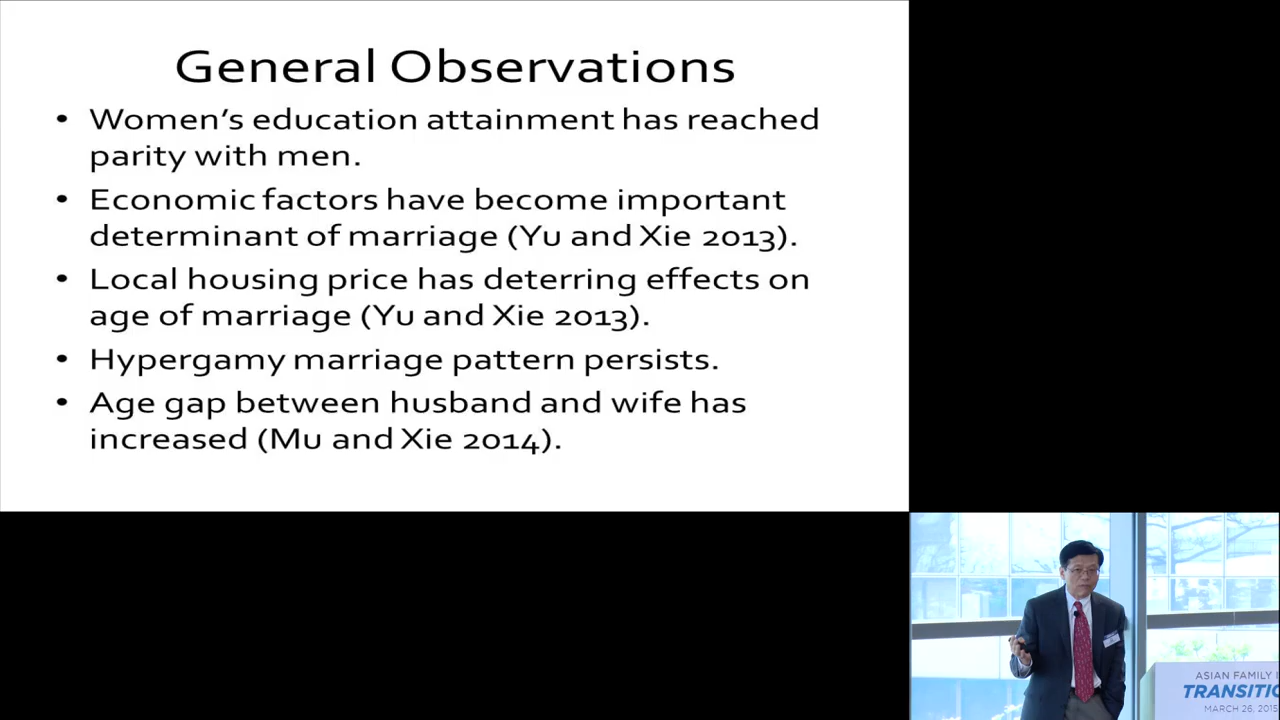 General Observations
• Women’s education attainment has reached
parity with men.
• Economic factors have become important
determinant of marriage (Yu and Xie 2013).
• Local housing price has deterring effects on
age of marriage (Yu and Xie 2013).
• Hypergamy marriage pattern persists.
• Age gap between husband and wife has
increased (Mu and Xie 2014).
ASIAN FAMILY
TRANSITIO
MARCH 26, 2015